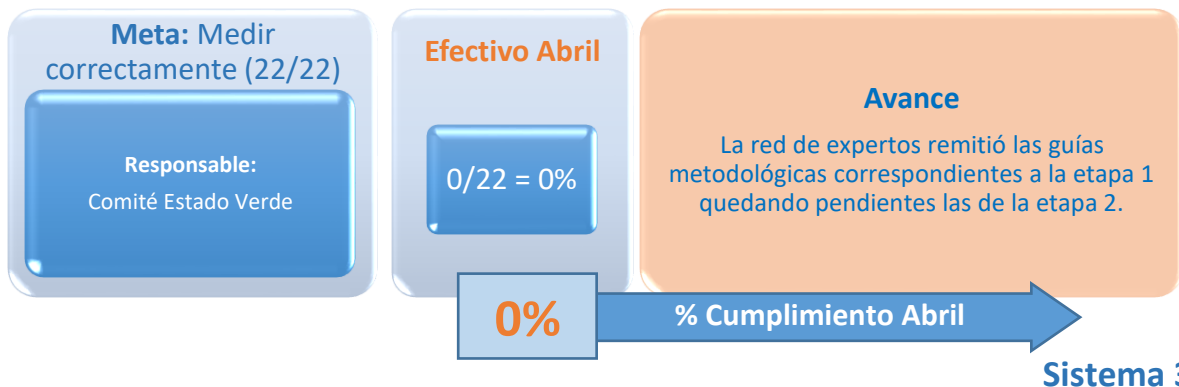 Meta: Medir
correctamente (22/22)
Responsable:
Comité Estado Verde
Efectivo Abril
0/22 = 0%
Avance
La red de expertos remitió las guías
metodológicas correspondientes a la etapa 1
quedando pendientes las de la etapa 2.
0%
% Cumplimiento Abril
Sistema 3